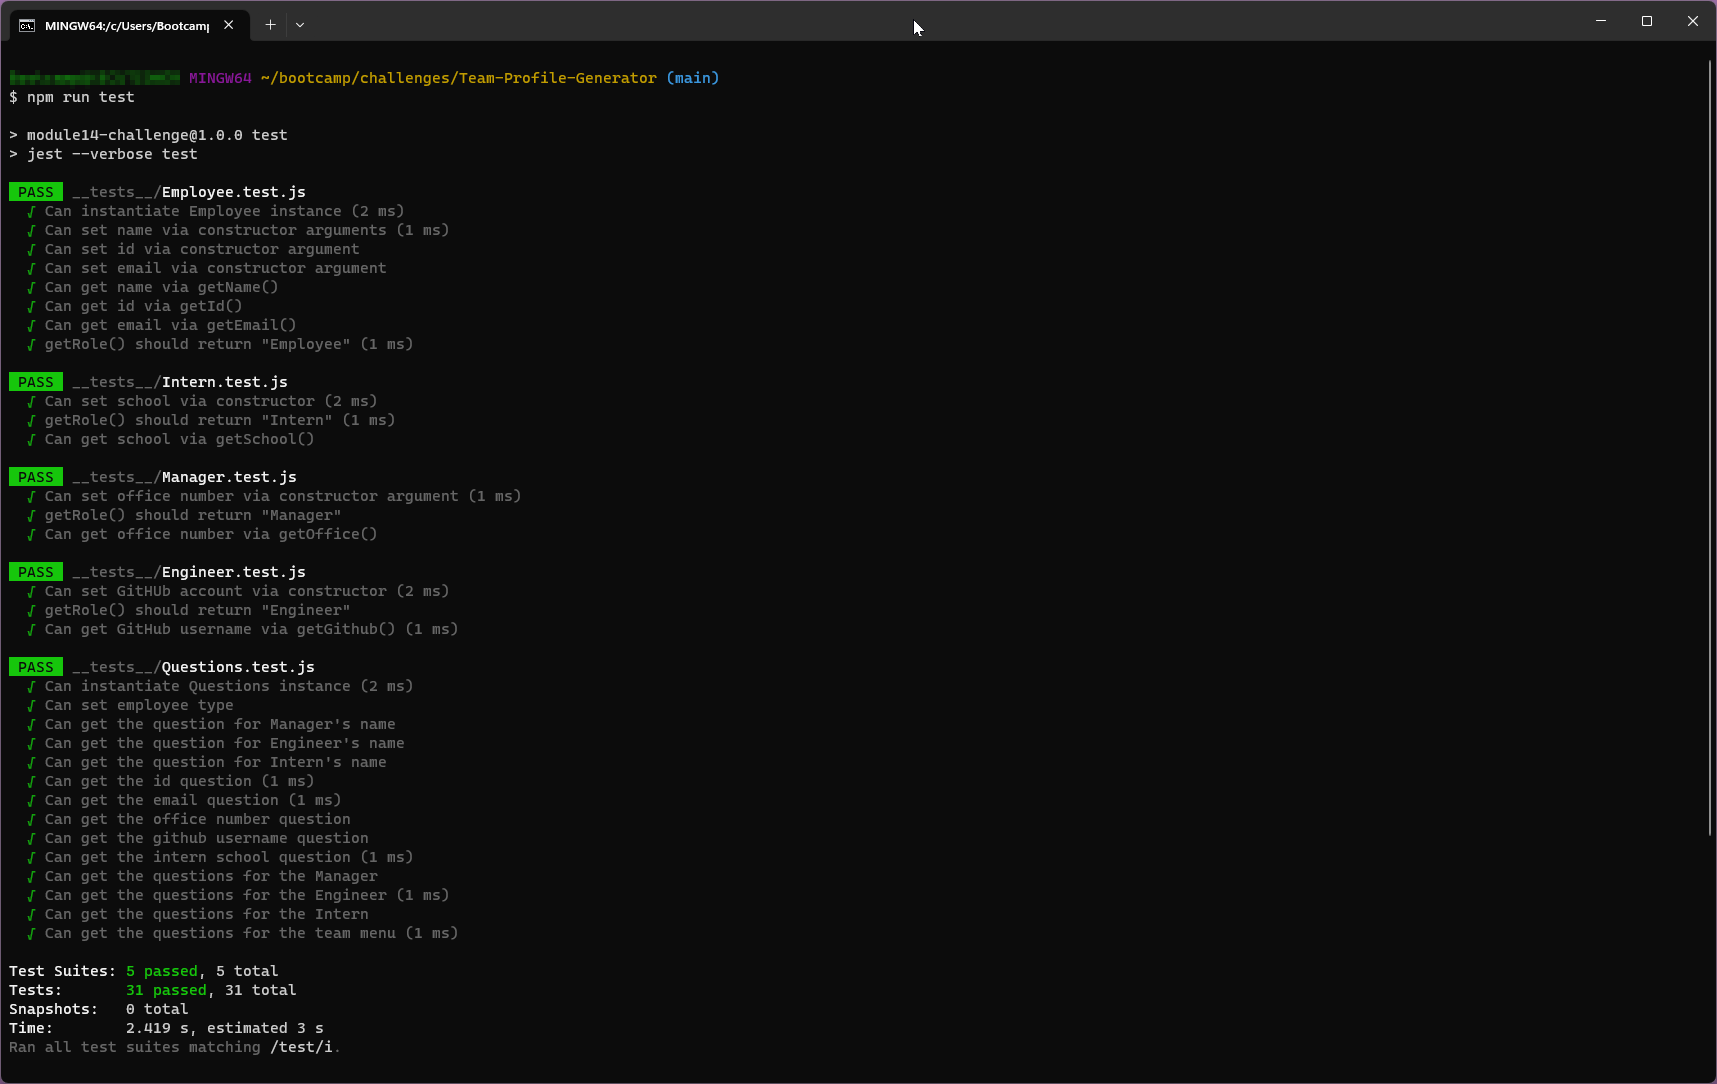 MINGW64:/c/Users/Bootcamp
MINGW64 ~/bootcamp/challenges/Team-Profile-Generator (main)
$ npm run test
> module14-challenge@1.0.0 test
> jest --verbose test
PASS __tests__/Employee.test.js
√ Can instantiate Employee instance (2 ms)
√ Can set name via constructor arguments (1 ms)
√ Can set id via constructor argument
√ Can set email via constructor argument
√ Can get name via getName()
√ Can get id via getId()
√ Can get email via getEmail()
√ getRole() should return "Employee" (1 ms)
PASS __tests__/Intern.test.js
√ Can set school via constructor (2 ms)
√ getRole() should return "Intern" (1 ms)
√ Can get school via getSchool()
PASS __tests__/Manager.test.js
√ Can set office number via constructor argument (1 ms)
√ getRole() should return "Manager"
√ Can get office number via getOffice()
PASS __tests__/Engineer.test.js
√ Can set GitHUb account via constructor (2 ms)
√ getRole() should return "Engineer"
√ Can get GitHub username via getGithub() (1 ms)
PASS __tests__/Questions.test.js
√ Can instantiate Questions instance (2 ms)
√ Can set employee type
√ Can get the question for Manager's name
√ Can get the question for Engineer's name
√ Can get the question for Intern's name
√ Can get the id question (1 ms)
√ Can get the email question (1 ms)
√ Can get the office number question
√ Can get the github username question
√ Can get the intern school question (1 ms)
√ Can get the questions for the Manager
√ Can get the questions for the Engineer (1 ms)
√ Can get the questions for the Intern
√ Can get the questions for the team menu (1 ms)
Test Suites: 5 passed, 5 total
Tests: 31 passed, 31 total
Snapshots: 0 total
Time: 2.419 s, estimated 3 s
Ran all test suites matching /test/i.